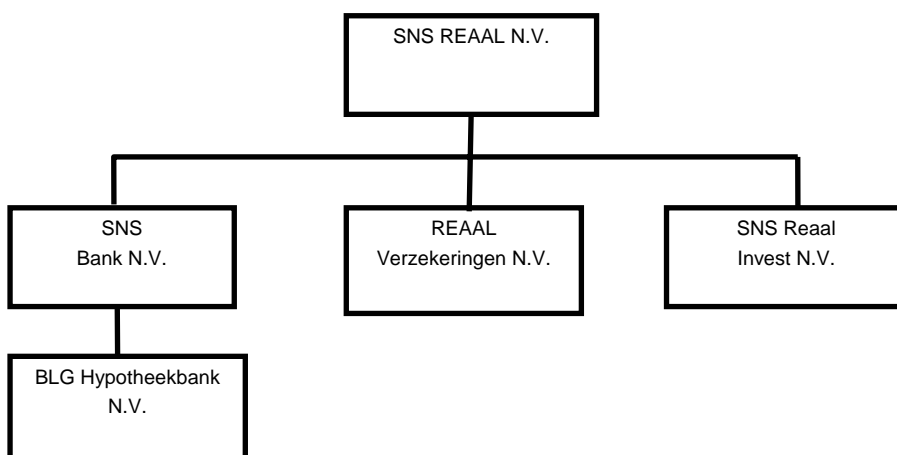 SNS REAAL N.V.
SNS
Bank N.V.
REAAL
Verzekeringen N.V.
SNS Reaal
Invest N.V.
BLG Hypotheekbank
N.V.